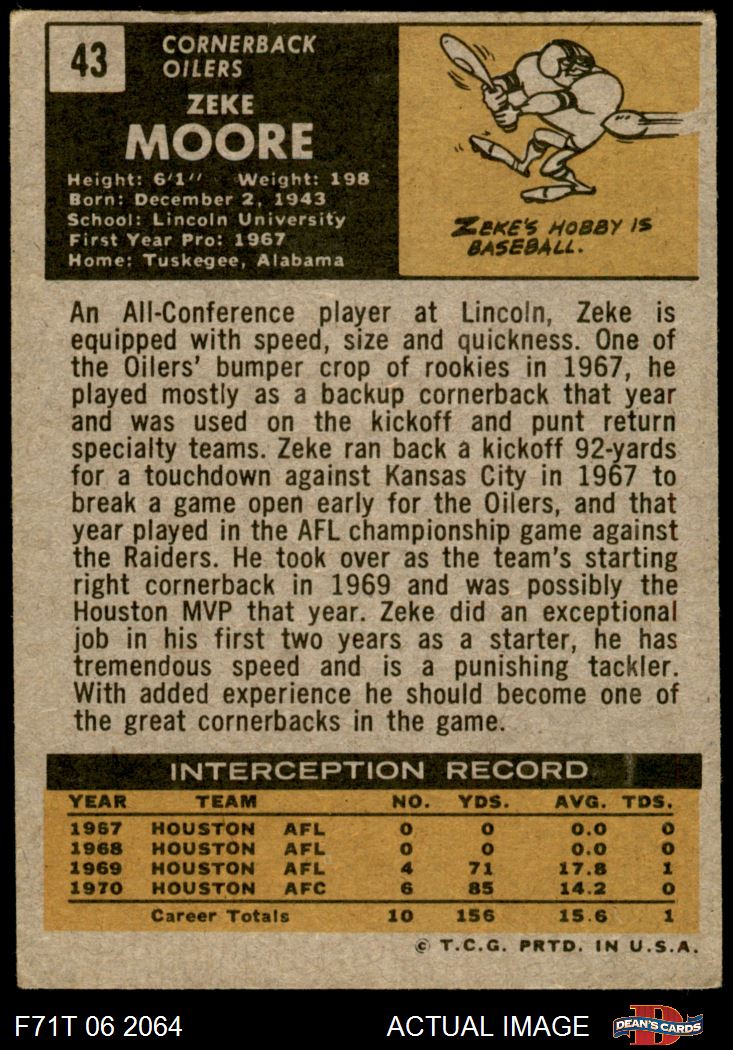 43
CORNERBACK
OILERS
ZEKE
MOORE
Height: 6'1" Weight: 198
Born: December 2, 1943
School: Lincoln University
First Year Pro: 1967
Home: Tuskegee, Alabama
ZEKE'S HOBBY IS
BASEBALL.
An All-Conference player at Lincoln, Zeke is
equipped with speed, size and quickness. One of
the Oilers' bumper crop of rookies in 1967, he
played mostly as a backup cornerback that year
and was used on the kickoff and punt return
specialty teams. Zeke ran back a kickoff 92-yards
for a touchdown against Kansas City in 1967 to
break a game open early for the Oilers, and that
year played in the AFL championship game against
the Raiders. He took over as the team's starting
right cornerback in 1969 and was possibly the
Houston MVP that year. Zeke did an exceptional
job in his first two years as a starter, he has
tremendous speed and is a punishing tackler.
With added experience he should become one of
the great cornerbacks in the game.
INTERCEPTION RECORD
YEAR TEAM NO. YDS. AVG. TDS.
1967 HOUSTON AFL 0 0 0.0 0
1968 HOUSTON AFL 0 0 0.0 0
1969 HOUSTON AFL 4 71 17.8 1
1970 HOUSTON AFC 6 85 14.2 0
Career Totals 10 156 15.6 1
© T.C.G. PRTD. IN U.S.A.
F71T 06 2064 ACTUAL IMAGE D DEAN'S CARDS